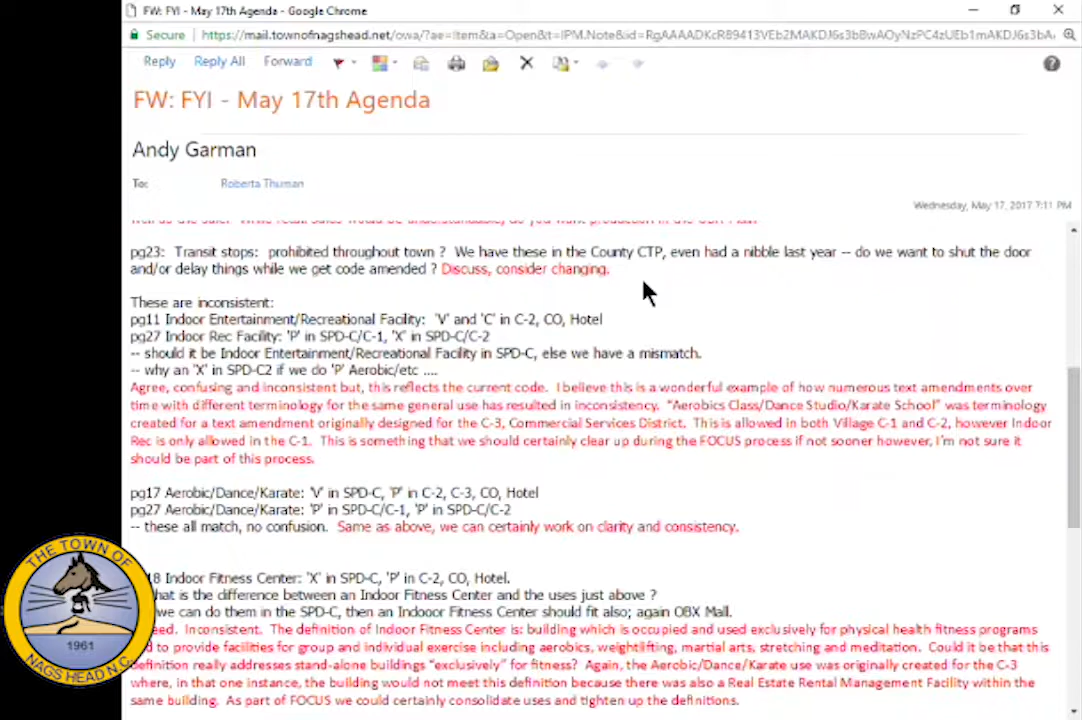 FW: FYI - May 17th Agenda - Google Chrome
Secure | https://mail.townofnagshead.net/owa/?ae=Item&a=Open&t=IPM.Note&id=
Reply Reply All Forward
FW: FYI - May 17th Agenda
Andy Garman
To: Roberta Thuman
Wednesday, May 17, 2017 7:11 PM
pg23: Transit stops: prohibited throughout town ? We have these in the County CTP, even had a nibble last year -- do we want to shut the door
and/or delay things while we get code amended ? Discuss, consider changing.
These are inconsistent:
pg11 Indoor Entertainment/Recreational Facility: 'V' and 'C' in C-2, CO, Hotel
pg27 Indoor Rec Facility: 'P' in SPD-C/C-1, 'X' in SPD-C/C-2
-- should it be Indoor Entertainment/Recreational Facility in SPD-C, else we have a mismatch.
-- why an 'X' in SPD-C2 if we do 'P' Aerobic/etc ....
Agree, confusing and inconsistent but, this reflects the current code. I believe this is a wonderful example of how numerous text amendments over
time with different terminology for the same general use has resulted in inconsistency. "Aerobics Class/Dance Studio/Karate School" was terminology
created for a text amendment originally designed for the C-3, Commercial Services District. This is allowed in both Village C-1 and C-2, however Indoor
Rec is only allowed in the C-1. This is something that we should certainly clear up during the FOCUS process if not sooner however, I'm not sure it
should be part of this process.
pg17 Aerobic/Dance/Karate: 'V' in SPD-C, 'P' in C-2, C-3, CO, Hotel
pg27 Aerobic/Dance/Karate: 'P' in SPD-C/C-1, 'P' in SPD-C/C-2
-- these all match, no confusion. Same as above, we can certainly work on clarity and consistency.
18 Indoor Fitness Center: 'X' in SPD-C, 'P' in C-2, CO, Hotel.
hat is the difference between an Indoor Fitness Center and the uses just above ?
we can do them in the SPD-C, then an Indooor Fitness Center should fit also; again OBX Mall.
eed. Inconsistent. The definition of Indoor Fitness Center is: building which is occupied and used exclusively for physical health fitness programs
d to provide facilities for group and individual exercise including aerobics, weightlifting, martial arts, stretching and meditation. Could it be that this
efinition really addresses stand-alone buildings "exclusively" for fitness? Again, the Aerobic/Dance/Karate use was originally created for the C-3
where, in that one instance, the building would not meet this definition because there was also a Real Estate Rental Management Facility within the
same building. As part of FOCUS we could certainly consolidate uses and tighten up the definitions.
THE TOWN OF
1961
NAGS HEAD N.C.